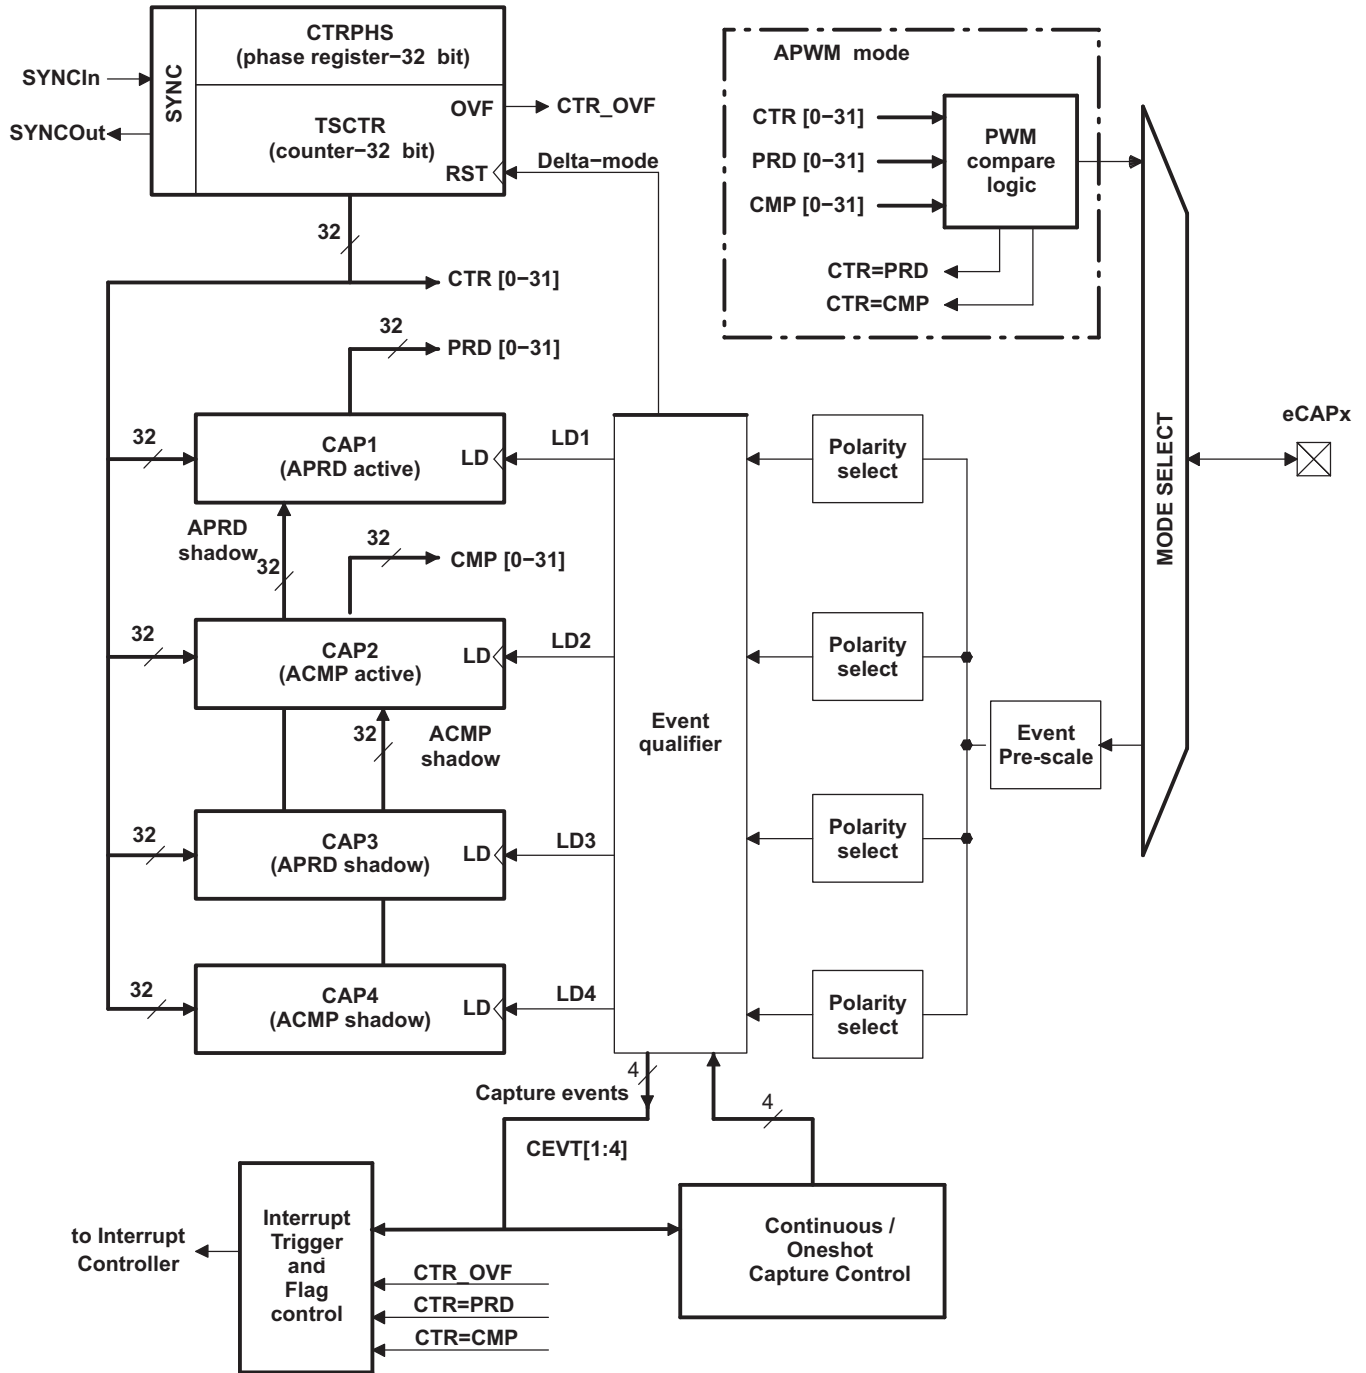 CTRPHS
(phase register−32 bit)
SYNC
SYNCIn
SYNCOut
OVF
CTR_OVF
TSCTR
(counter−32 bit)
RST
Delta−mode
32
CTR [0−31]
32
PRD [0−31]
APWM mode
CTR [0−31]
PRD [0−31]
CMP [0−31]
PWM
compare
logic
CTR=PRD
CTR=CMP
MODE SELECT
eCAPx
32
CAP1
(APRD active)
LD
LD1
Polarity
select
APRD
shadow
32
32
CMP [0−31]
32
CAP2
(ACMP active)
LD
LD2
Polarity
select
32
ACMP
shadow
Event
qualifier
Event
Pre-scale
32
CAP3
(APRD shadow)
LD
LD3
Polarity
select
32
CAP4
(ACMP shadow)
LD
LD4
Polarity
select
4
Capture events
4
CEVT[1:4]
to Interrupt
Controller
Interrupt
Trigger
and
Flag
control
CTR_OVF
CTR=PRD
CTR=CMP
Continuous /
Oneshot
Capture Control